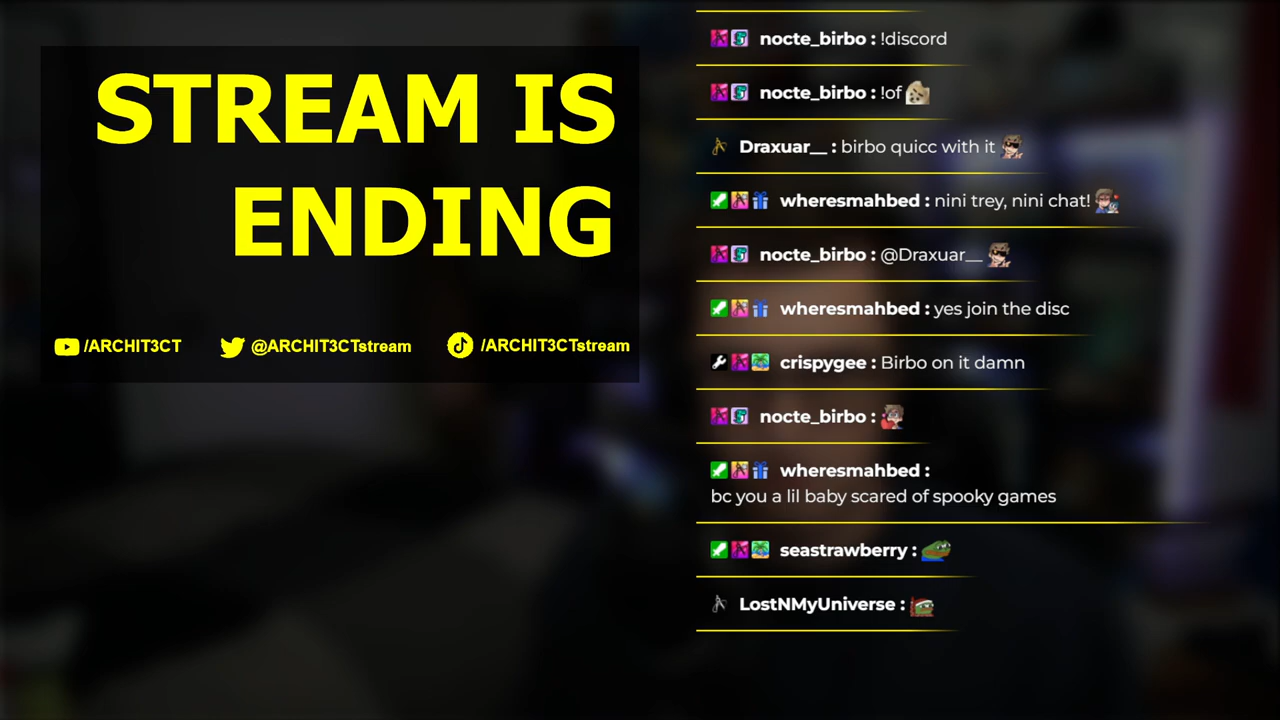 STREAM IS
ENDING
/ARCHIT3CT
@ARCHIT3CTstream
/ARCHIT3CTstream
nocte_birbo : !discord
nocte_birbo : !of
Draxuar__ : birbo quicc with it
wheresmahbed : nini trey, nini chat!
nocte_birbo : @Draxuar__
wheresmahbed : yes join the disc
crispygee : Birbo on it damn
nocte_birbo :
wheresmahbed :
bc you a lil baby scared of spooky games
seastrawberry :
LostNMyUniverse :